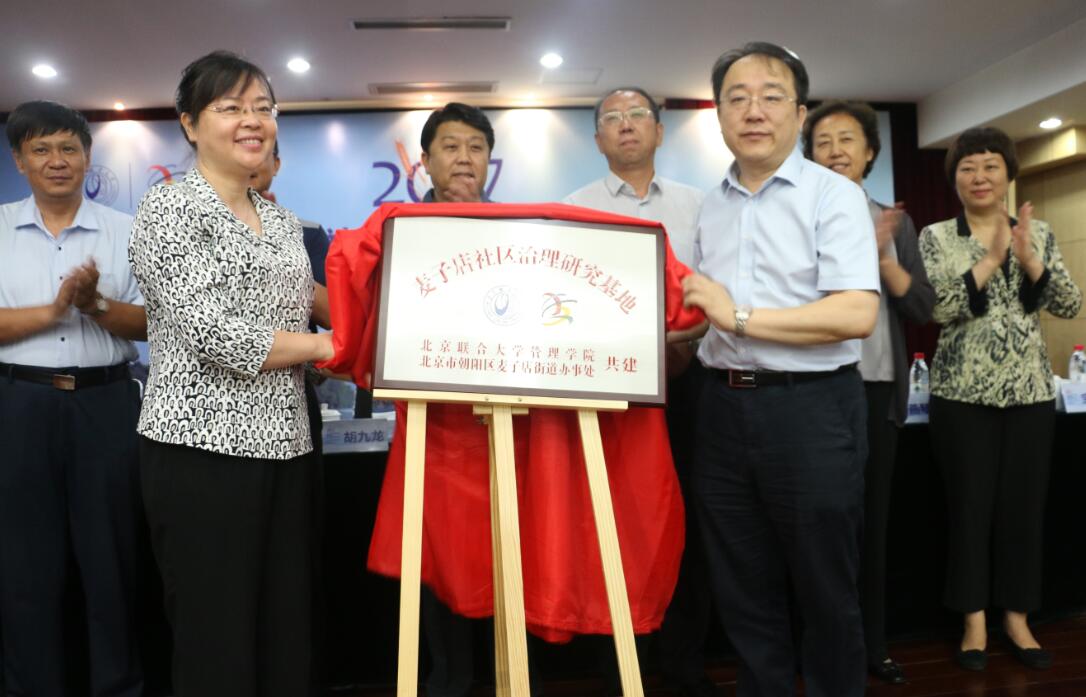 2017
麦子店社区治理研究基地
北京联合大学管理学院
北京市朝阳区麦子店街道办事处
共建
胡九龙